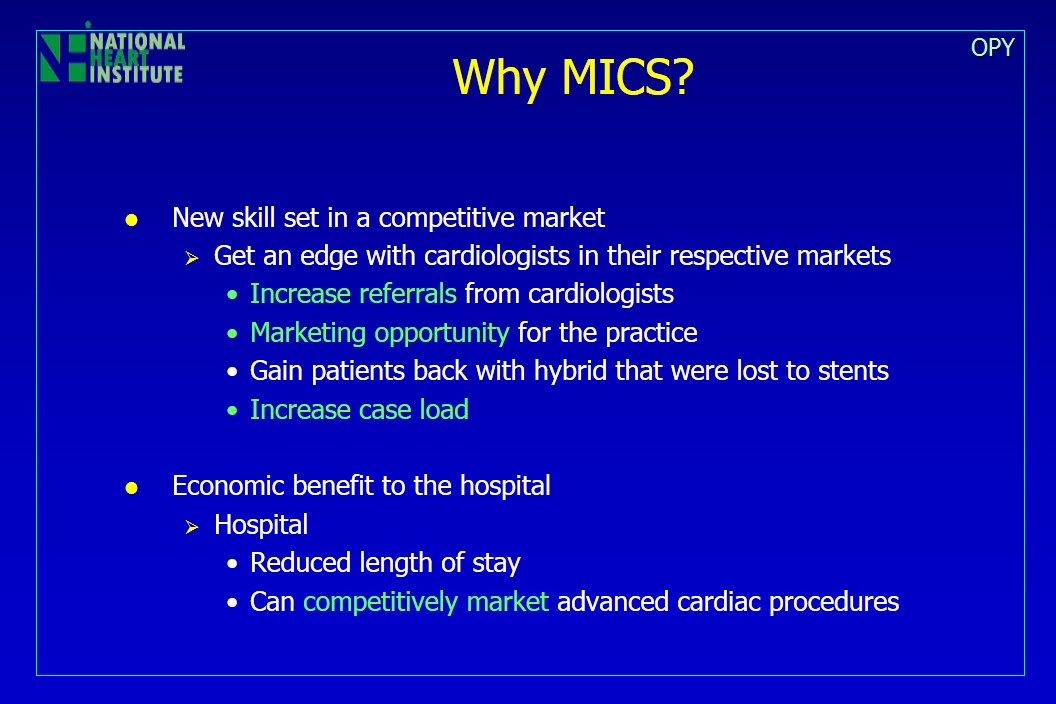 NATIONAL
HEART
INSTITUTE
OPY
Why MICS?
New skill set in a competitive market
Get an edge with cardiologists in their respective markets
Increase referrals from cardiologists
Marketing opportunity for the practice
Gain patients back with hybrid that were lost to stents
Increase case load
Economic benefit to the hospital
Hospital
Reduced length of stay
Can competitively market advanced cardiac procedures